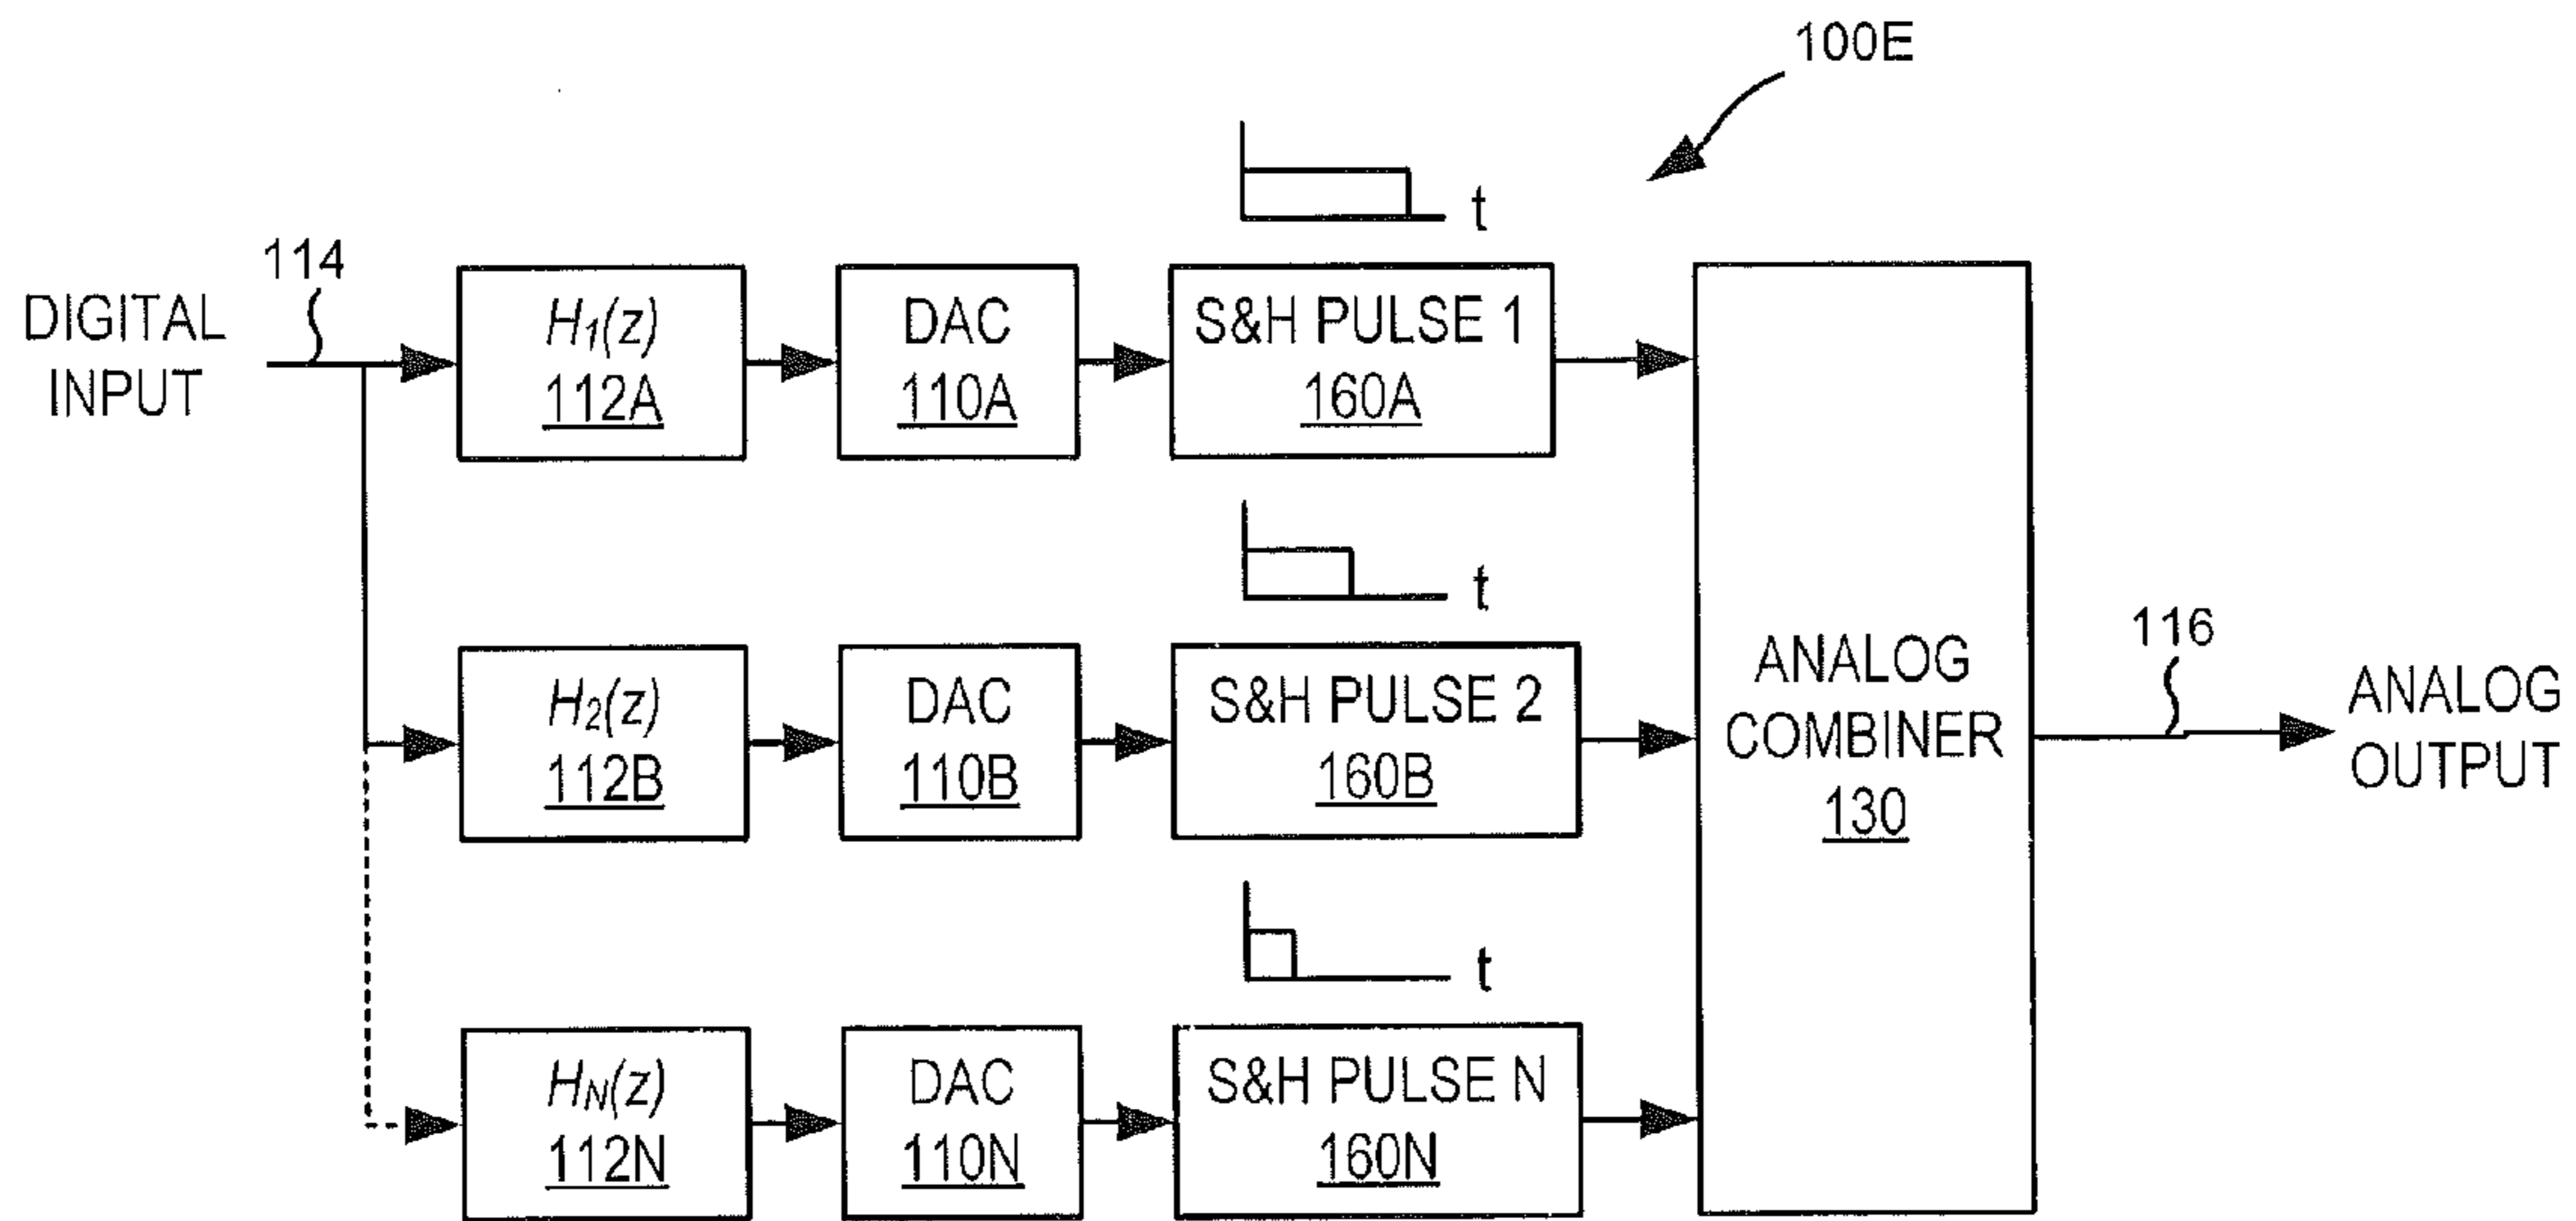 100E
t
114
DIGITAL
INPUT
H1(z)
112A
DAC
110A
S&H PULSE 1
160A
t
H2(z)
112B
DAC
110B
S&H PULSE 2
160B
ANALOG
COMBINER
130
116
ANALOG
OUTPUT
t
HN(z)
112N
DAC
110N
S&H PULSE N
160N